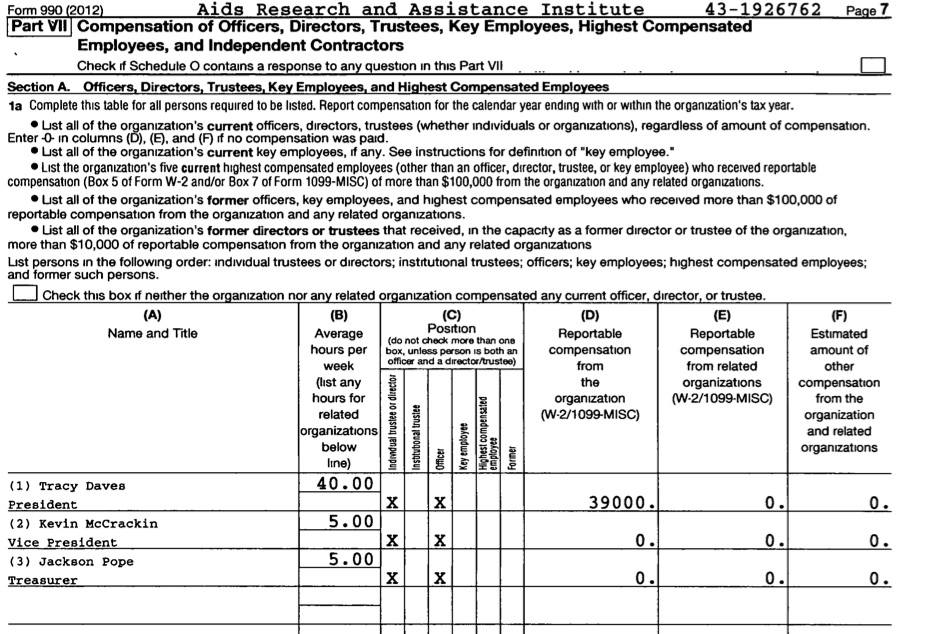 Form 990 (2012) Aids Research and Assistance Institute 43-1926762 Page 7
Part VII Compensation of Officers, Directors, Trustees, Key Employees, Highest Compensated
Employees, and Independent Contractors
Check if Schedule O contains a response to any question in this Part VII
Section A. Officers, Directors, Trustees, Key Employees, and Highest Compensated Employees
1a Complete this table for all persons required to be listed. Report compensation for the calendar year ending with or within the organization's tax year.
● List all of the organization's current officers, directors, trustees (whether individuals or organizations), regardless of amount of compensation.
Enter -0- in columns (D), (E), and (F) if no compensation was paid.
● List all of the organization's current key employees, if any. See instructions for definition of "key employee."
● List the organization's five current highest compensated employees (other than an officer, director, trustee, or key employee) who received reportable
compensation (Box 5 of Form W-2 and/or Box 7 of Form 1099-MISC) of more than $100,000 from the organization and any related organizations.
● List all of the organization's former officers, key employees, and highest compensated employees who received more than $100,000 of
reportable compensation from the organization and any related organizations.
● List all of the organization's former directors or trustees that received, in the capacity as a former director or trustee of the organization,
more than $10,000 of reportable compensation from the organization and any related organizations
List persons in the following order: individual trustees or directors; institutional trustees; officers; key employees; highest compensated employees;
and former such persons.
Check this box if neither the organization nor any related organization compensated any current officer, director, or trustee.
(A)
Name and Title
(B)
Average
hours per
week
(list any
hours for
related
organizations
below
line)
(C)
Position
(do not check more than one
box, unless person is both an
officer and a director/trustee)
Individual trustee or director
Institutional trustee
Officer
Key employee
Highest compensated
employee
Former
(D)
Reportable
compensation
from
the
organization
(W-2/1099-MISC)
(E)
Reportable
compensation
from related
organizations
(W-2/1099-MISC)
(F)
Estimated
amount of
other
compensation
from the
organization
and related
organizations
(1) Tracy Daves 40.00
President X X 39000. 0. 0.
(2) Kevin McCrackin 5.00
Vice President X X 0. 0. 0.
(3) Jackson Pope 5.00
Treasurer X X 0. 0. 0.